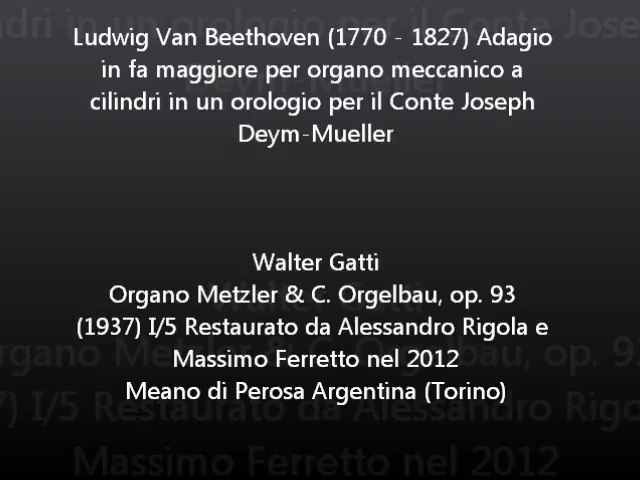 Ludwig Van Beethoven (1770 - 1827) Adagio
in fa maggiore per organo meccanico a
cilindri in un orologio per il Conte Joseph
Deym-Mueller
Walter Gatti
Organo Metzler & C. Orgelbau, op. 93
(1937) I/5 Restaurato da Alessandro Rigola e
Massimo Ferretto nel 2012
Meano di Perosa Argentina (Torino)